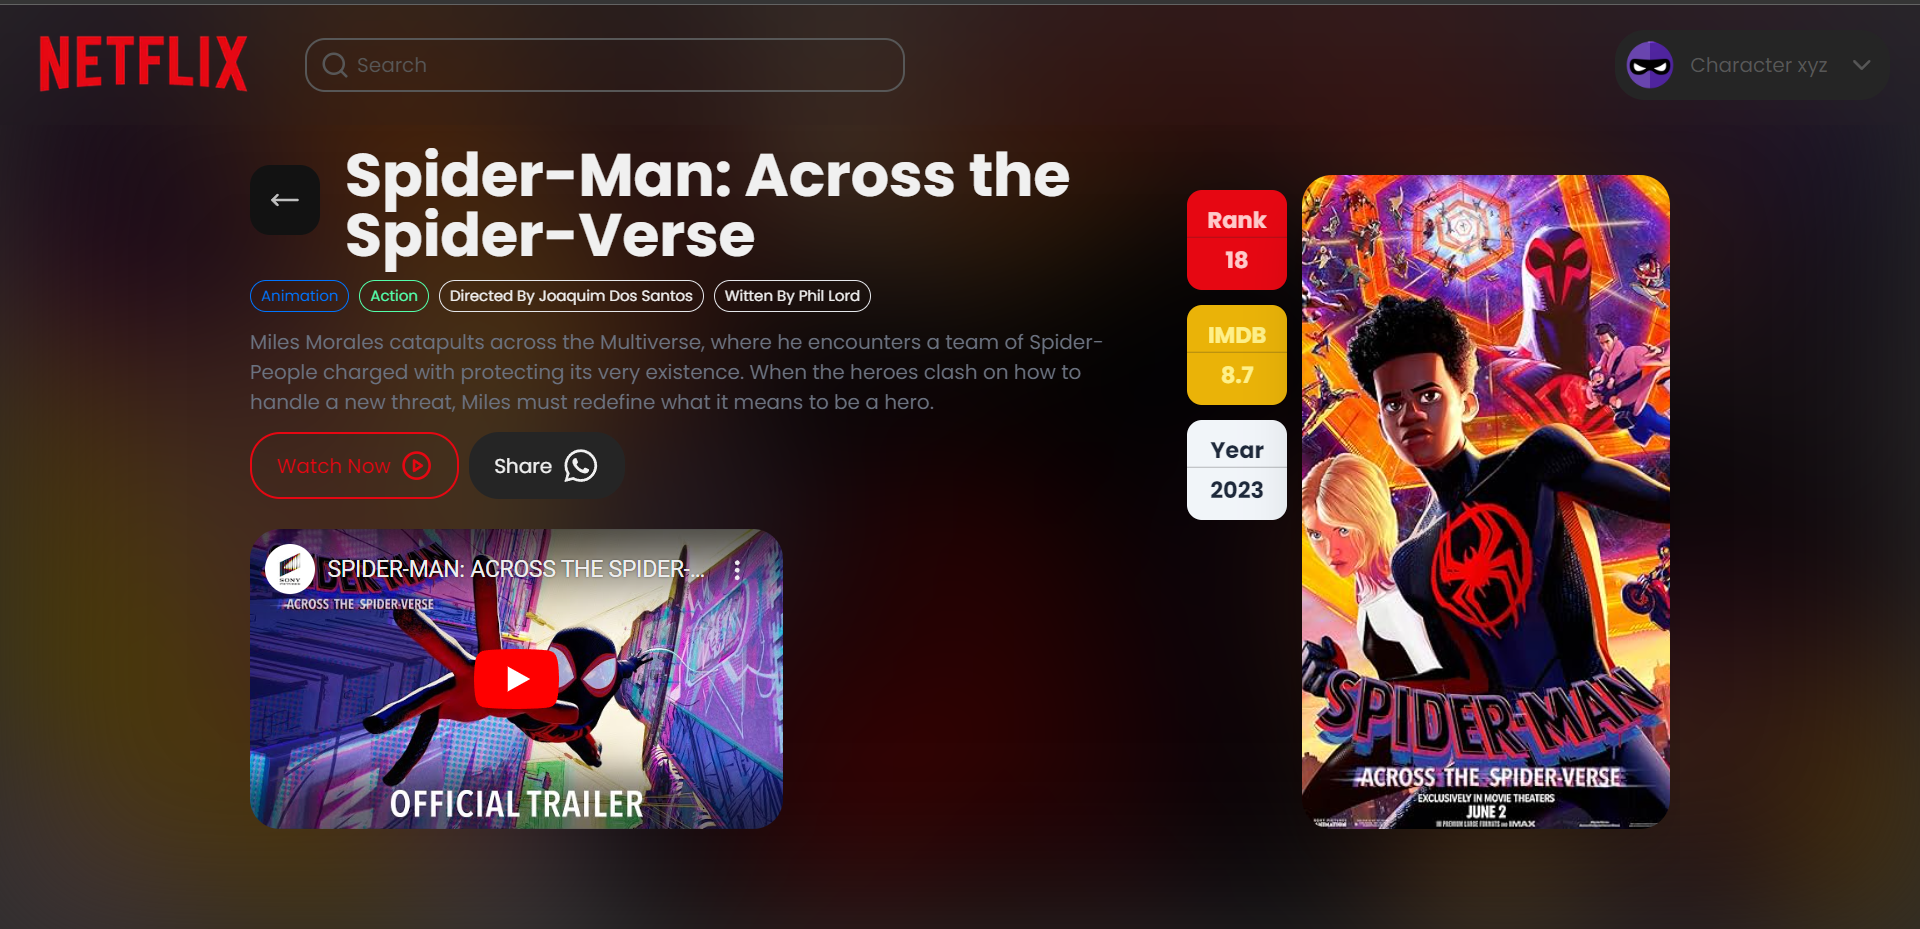 NETFLIX
Search
Character xyz
Spider-Man: Across the
Spider-Verse
Animation
Action
Directed By Joaquim Dos Santos
Witten By Phil Lord
Miles Morales catapults across the Multiverse, where he encounters a team of Spider-
People charged with protecting its very existence. When the heroes clash on how to
handle a new threat, Miles must redefine what it means to be a hero.
Watch Now
Share
Rank
18
IMDB
8.7
Year
2023
SONY
SPIDER-MAN: ACROSS THE SPIDER-...
ACROSS THE SPIDER-VERSE
OFFICIAL TRAILER
SPIDER-MAN
ACROSS THE SPIDER-VERSE
EXCLUSIVELY IN MOVIE THEATERS
JUNE 2
IN PREMIUM LARGE FORMATS AND IMAX